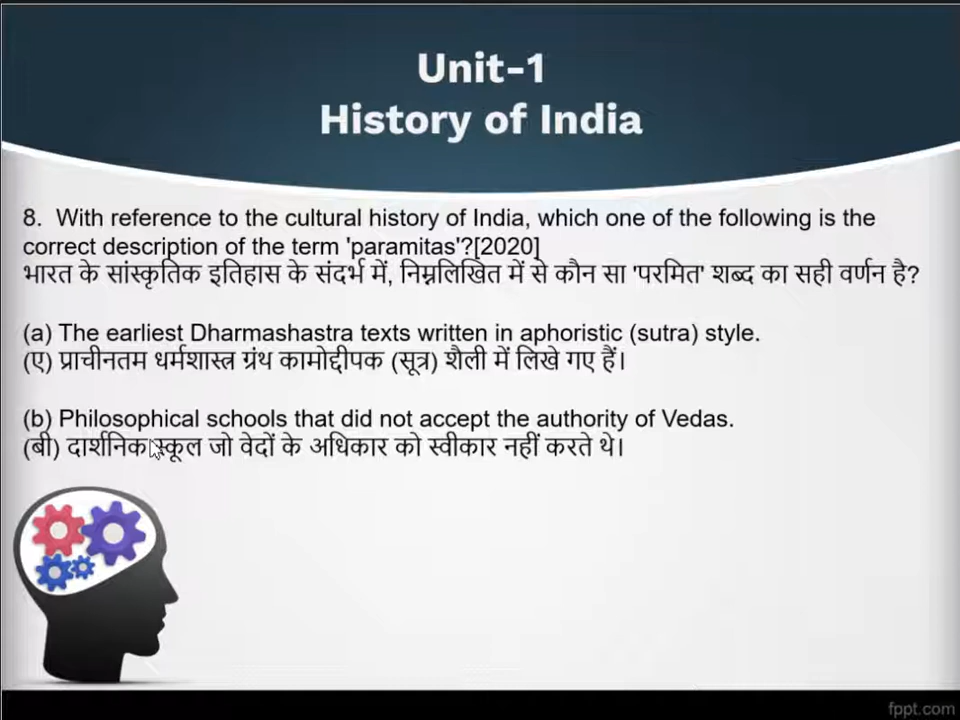 Unit-1
History of India
8. With reference to the cultural history of India, which one of the following is the
correct description of the term 'paramitas'?[2020]
भारत के सांस्कृतिक इतिहास के संदर्भ में, निम्नलिखित में से कौन सा 'परमित' शब्द का सही वर्णन है?
(a) The earliest Dharmashastra texts written in aphoristic (sutra) style.
(ए) प्राचीनतम धर्मशास्त्र ग्रंथ कामोद्दीपक (सूत्र) शैली में लिखे गए हैं।
(b) Philosophical schools that did not accept the authority of Vedas.
(बी) दार्शनिक स्कूल जो वेदों के अधिकार को स्वीकार नहीं करते थे।
fppt.com